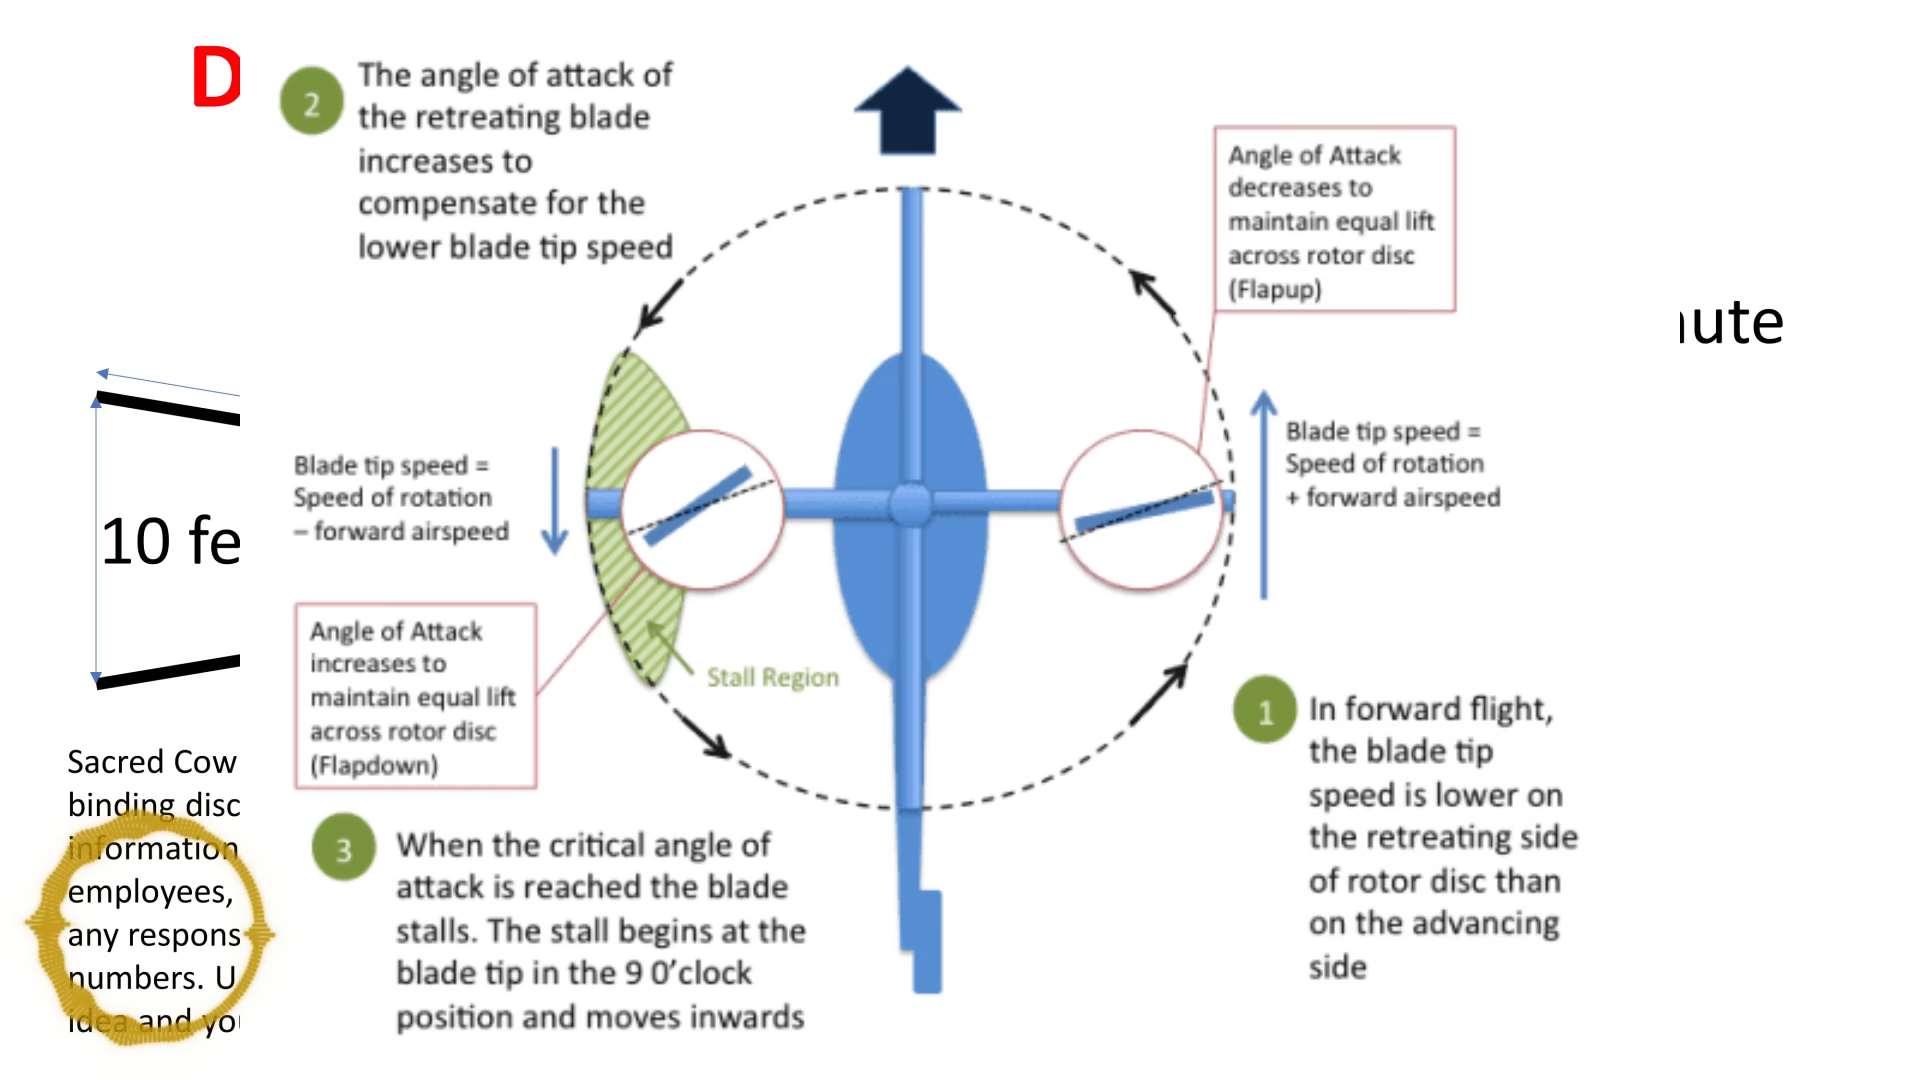 D
2
The angle of attack of
the retreating blade
increases to
compensate for the
lower blade tip speed
Angle of Attack
decreases to
maintain equal lift
across rotor disc
(Flapup)
ute
Blade tip speed =
Speed of rotation
+ forward airspeed
Blade tip speed =
Speed of rotation
– forward airspeed
10 fe
Angle of Attack
increases to
maintain equal lift
across rotor disc
(Flapdown)
Stall Region
1
In forward flight,
the blade tip
speed is lower on
the retreating side
of rotor disc than
on the advancing
side
3
When the critical angle of
attack is reached the blade
stalls. The stall begins at the
blade tip in the 9 0'clock
position and moves inwards
Sacred Cow
binding disc
information
employees,
any respons
numbers. U
idea and yo